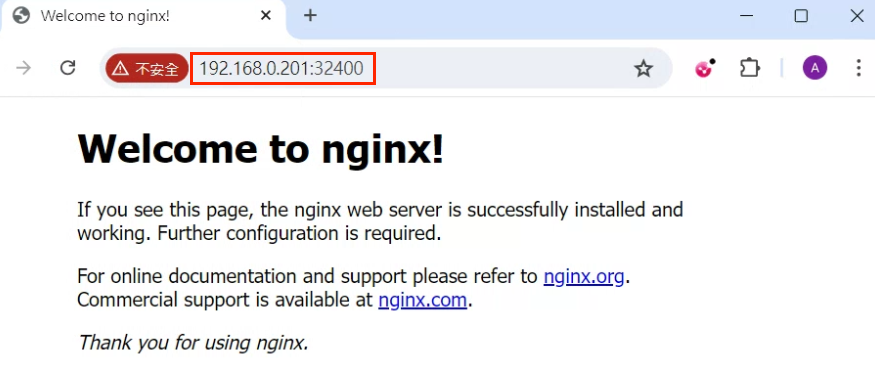 Welcome to nginx!
不安全 192.168.0.201:32400 A
Welcome to nginx!
If you see this page, the nginx web server is successfully installed and
working. Further configuration is required.
For online documentation and support please refer to nginx.org.
Commercial support is available at nginx.com.
Thank you for using nginx.